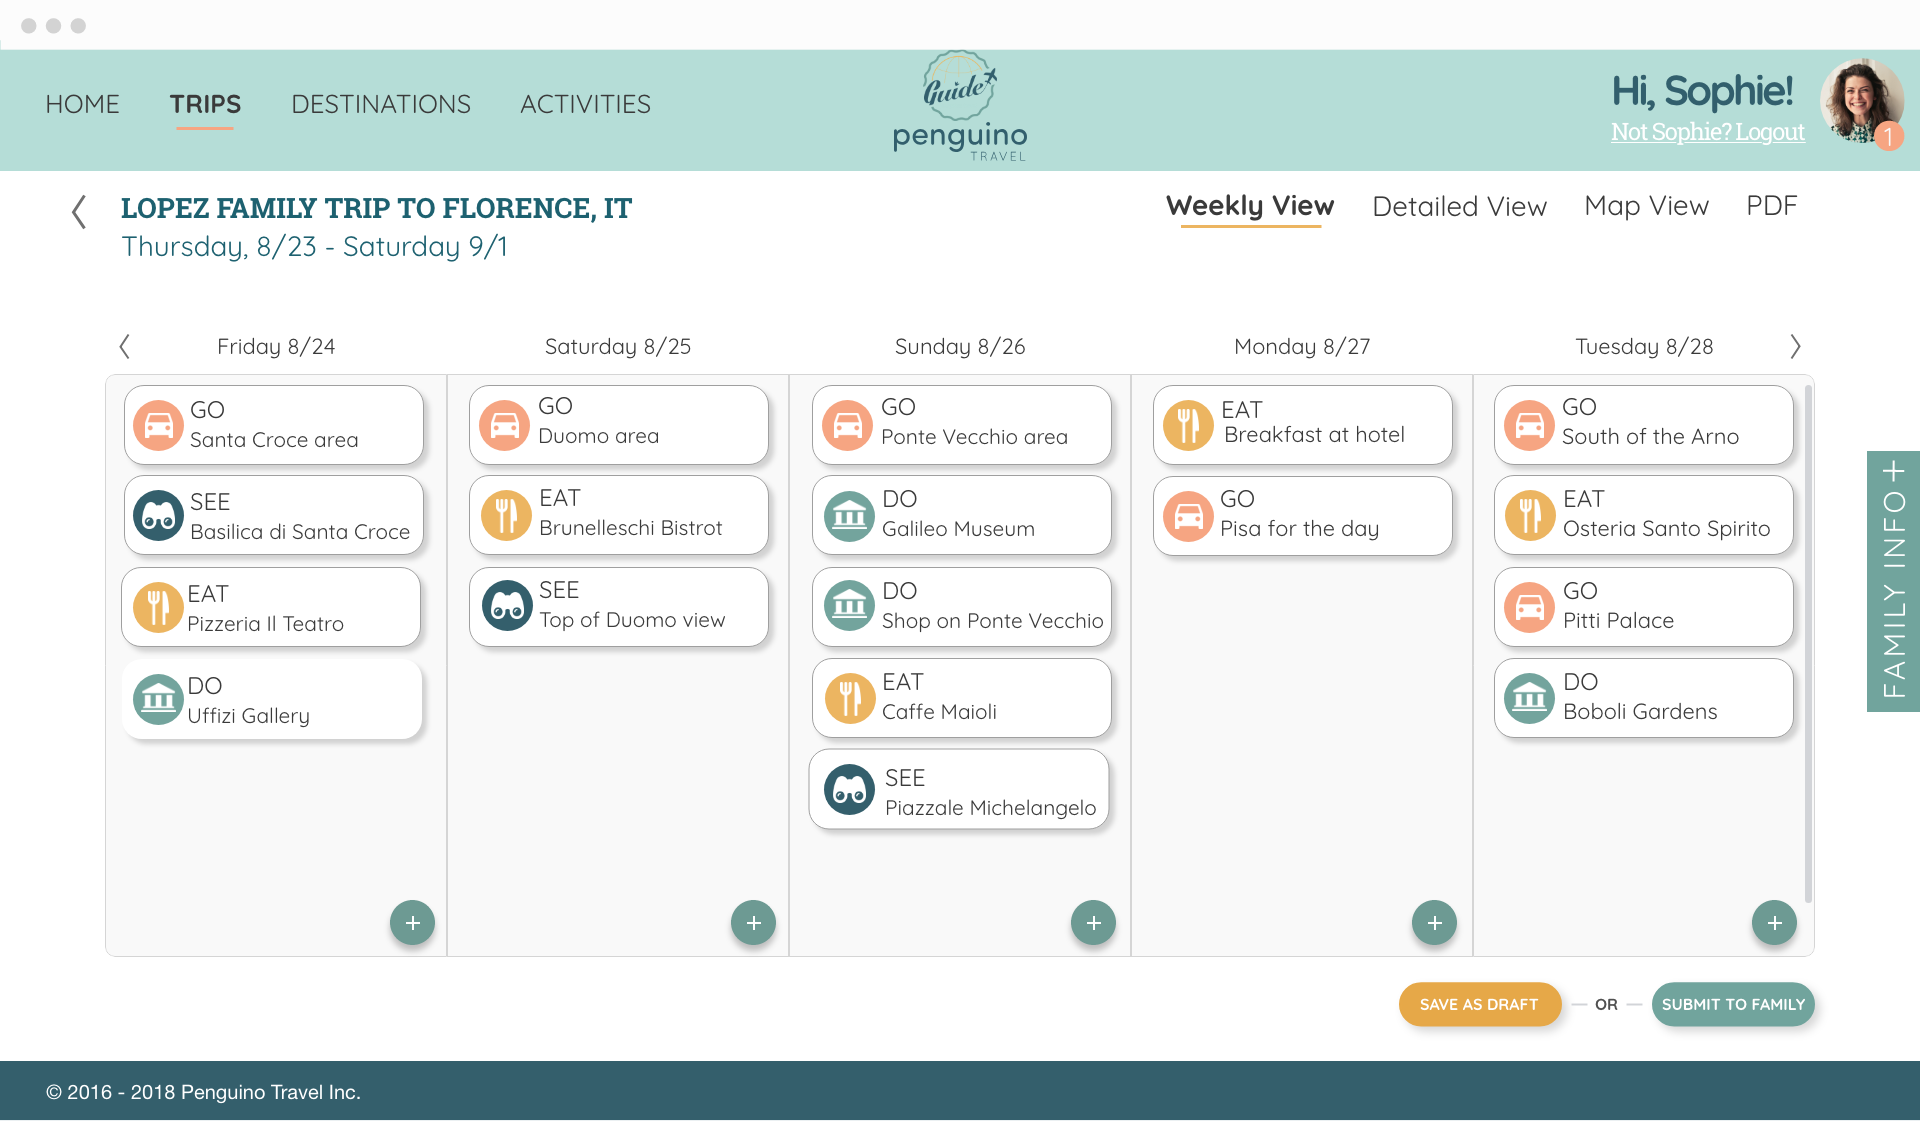 HOME TRIPS DESTINATIONS ACTIVITIES
Guide
penguino
TRAVEL
Hi, Sophie!
Not Sophie? Logout
1
LOPEZ FAMILY TRIP TO FLORENCE, IT
Thursday, 8/23 - Saturday 9/1
Weekly View Detailed View Map View PDF
Friday 8/24
GO
Santa Croce area
SEE
Basilica di Santa Croce
EAT
Pizzeria Il Teatro
DO
Uffizi Gallery
+
Saturday 8/25
GO
Duomo area
EAT
Brunelleschi Bistrot
SEE
Top of Duomo view
+
Sunday 8/26
GO
Ponte Vecchio area
DO
Galileo Museum
DO
Shop on Ponte Vecchio
EAT
Caffe Maioli
SEE
Piazzale Michelangelo
+
Monday 8/27
EAT
Breakfast at hotel
GO
Pisa for the day
+
Tuesday 8/28
GO
South of the Arno
EAT
Osteria Santo Spirito
GO
Pitti Palace
DO
Boboli Gardens
+
FAMILY INFO +
SAVE AS DRAFT — OR — SUBMIT TO FAMILY
© 2016 - 2018 Penguino Travel Inc.